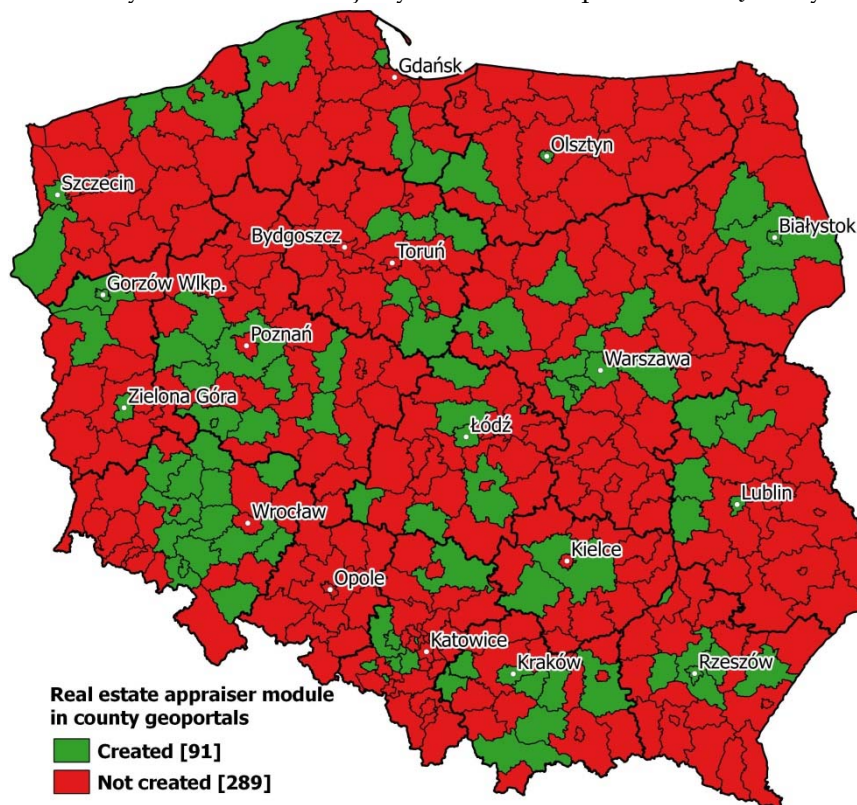 Gdańsk
Olsztyn
Szczecin
Białystok
Bydgoszcz
Toruń
Gorzów Wlkp.
Poznań
Warszawa
Zielona Góra
Łódź
Lublin
Wrocław
Kielce
Opole
Katowice
Kraków
Rzeszów
Real estate appraiser module
in county geoportals
Created [91]
Not created [289]